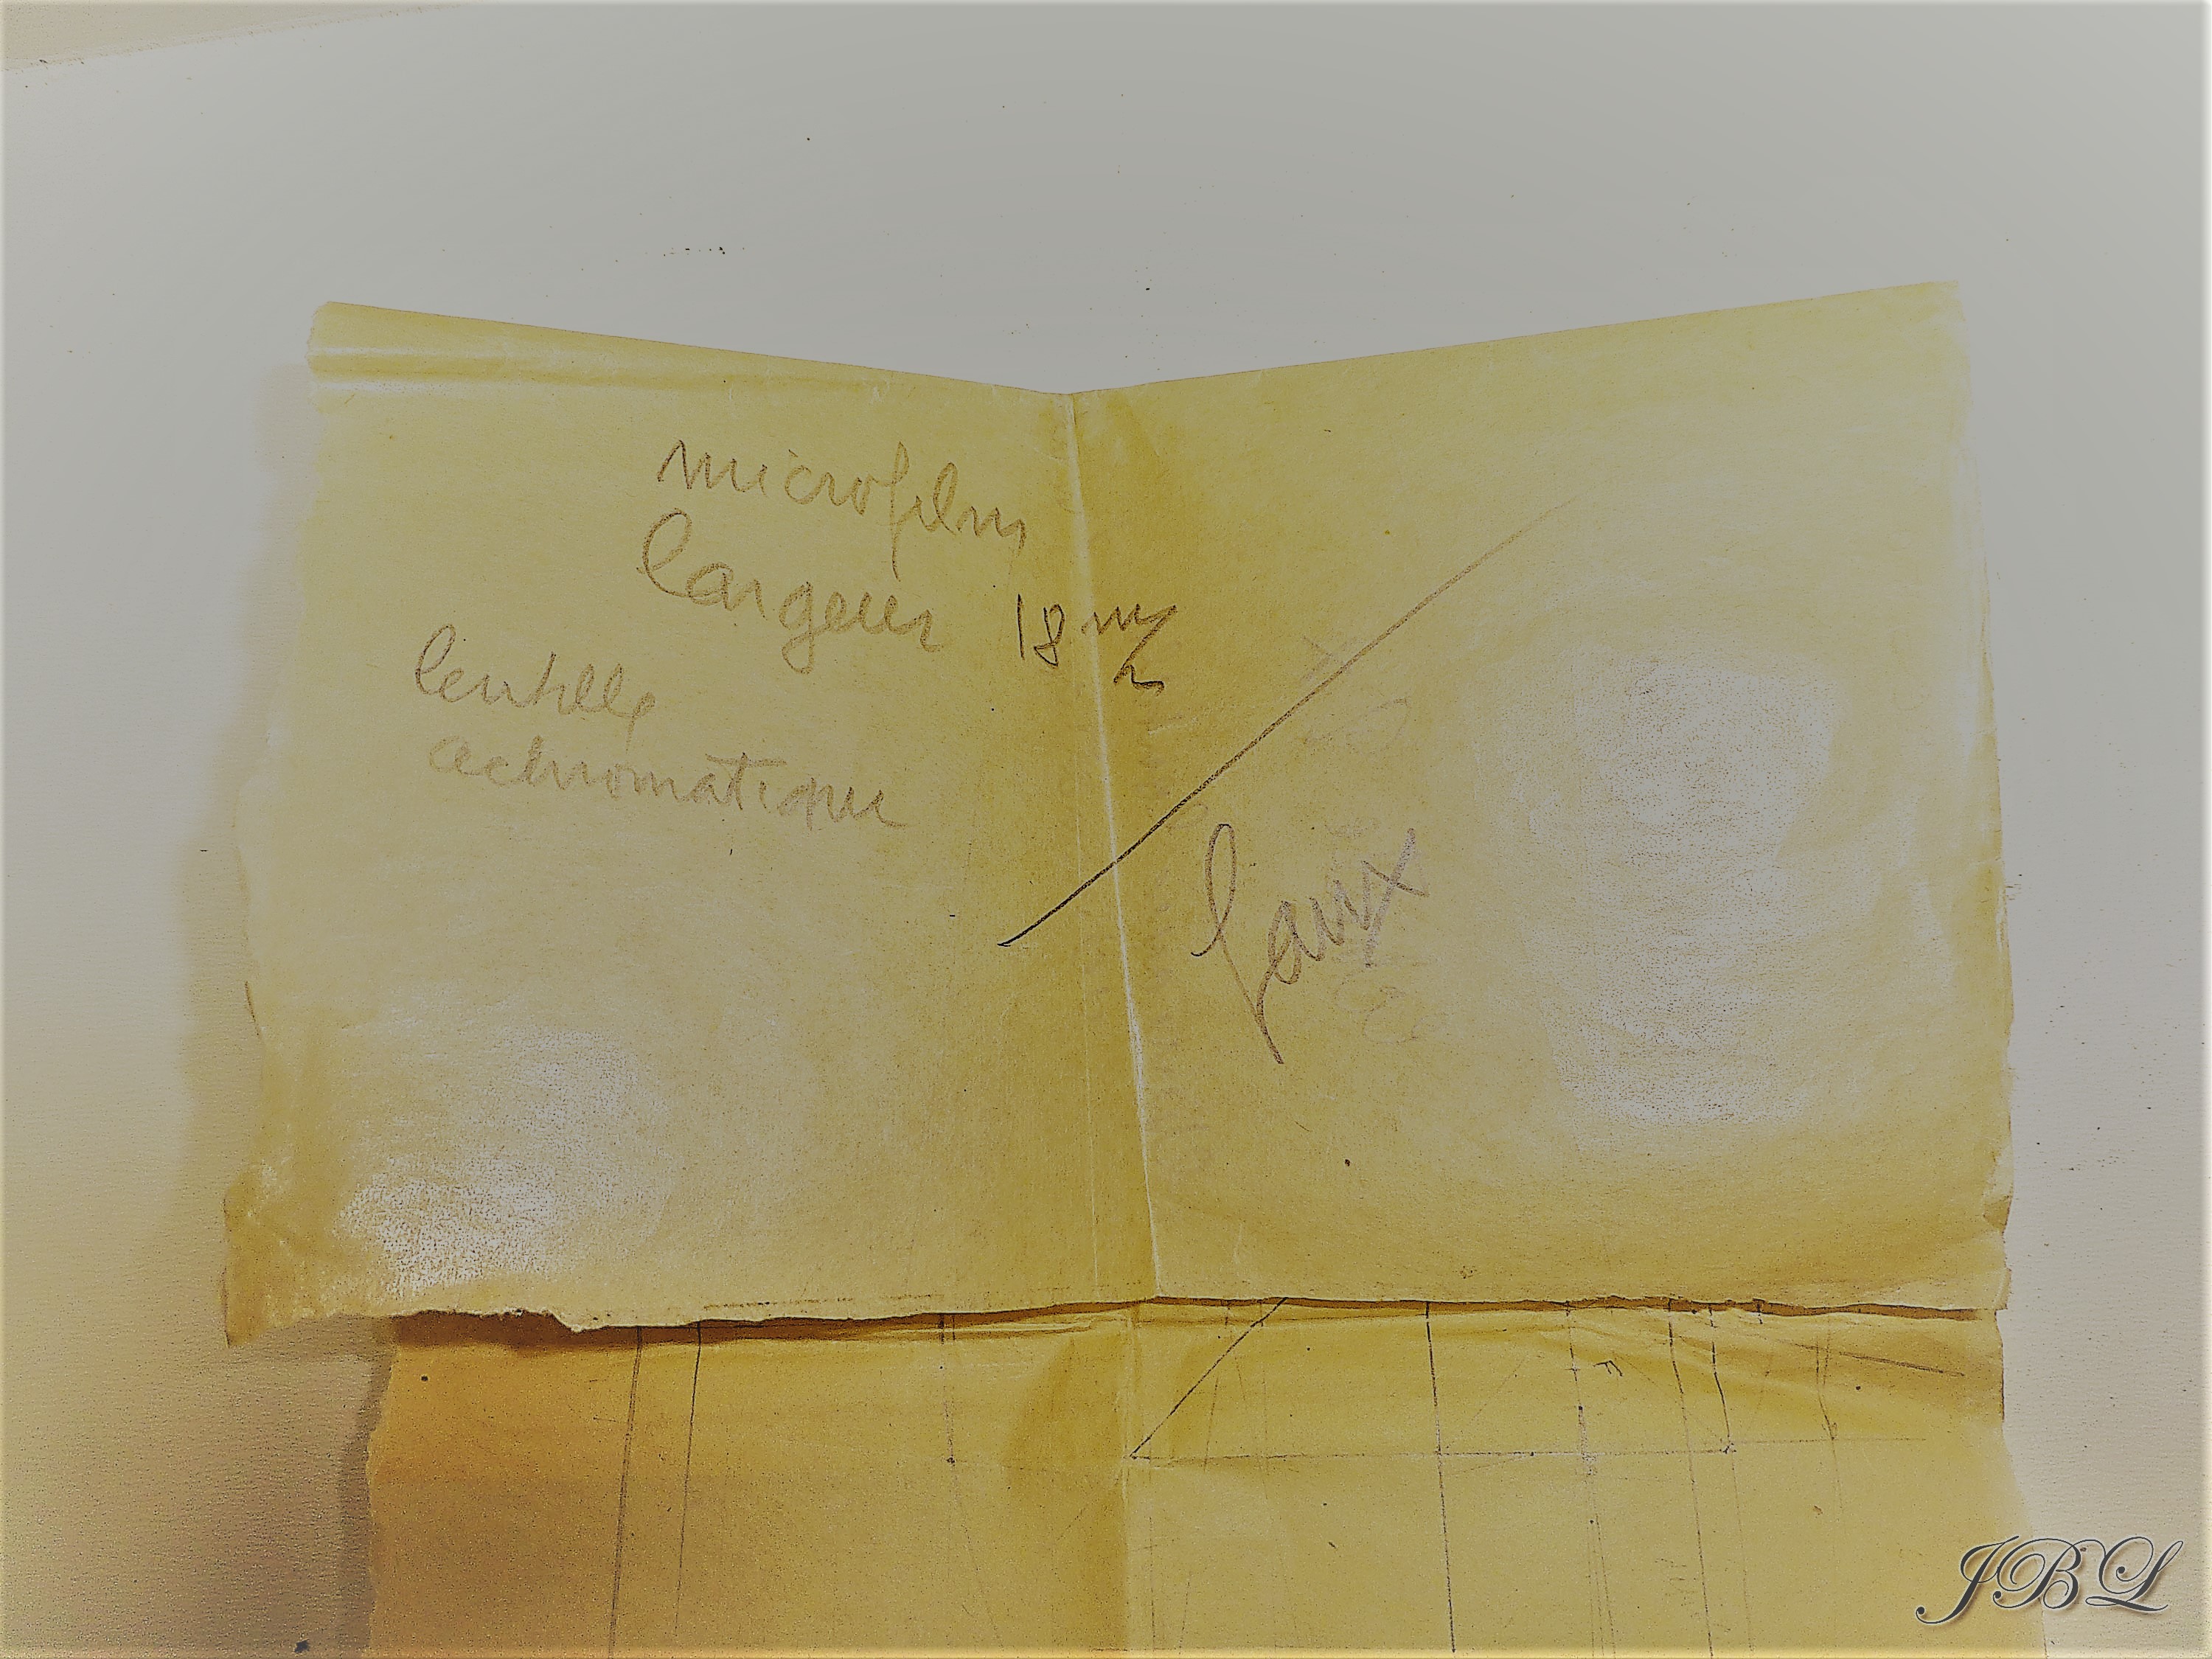 microfilm
largeur 18 m/m
lentille
achromatique
faux
JBL